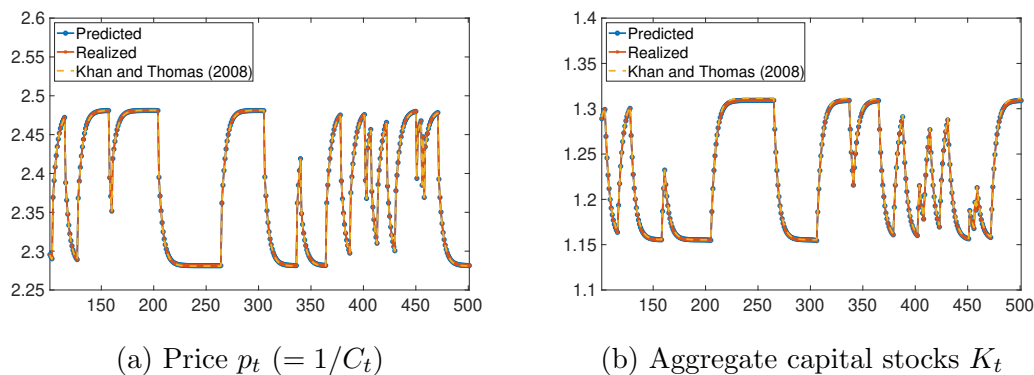 2.6
2.55
2.5
2.45
2.4
2.35
2.3
2.25
150 200 250 300 350 400 450 500
Predicted
Realized
Khan and Thomas (2008)
(a) Price pt (= 1/Ct)
1.4
1.35
1.3
1.25
1.2
1.15
1.1
150 200 250 300 350 400 450 500
Predicted
Realized
Khan and Thomas (2008)
(b) Aggregate capital stocks Kt